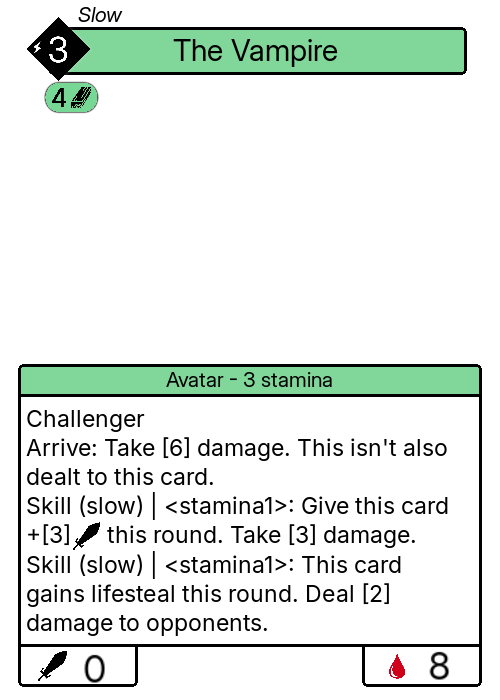 Slow
3
The Vampire
4
Avatar - 3 stamina
Challenger
Arrive: Take [6] damage. This isn't also
dealt to this card.
Skill (slow) | <stamina1>: Give this card
+[3] this round. Take [3] damage.
Skill (slow) | <stamina1>: This card
gains lifesteal this round. Deal [2]
damage to opponents.
0
8